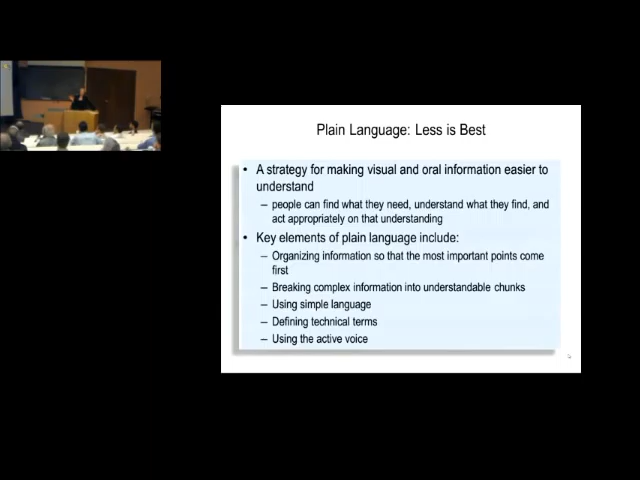 Plain Language: Less is Best
• A strategy for making visual and oral information easier to
understand
– people can find what they need, understand what they find, and
act appropriately on that understanding
• Key elements of plain language include:
– Organizing information so that the most important points come
first
– Breaking complex information into understandable chunks
– Using simple language
– Defining technical terms
– Using the active voice